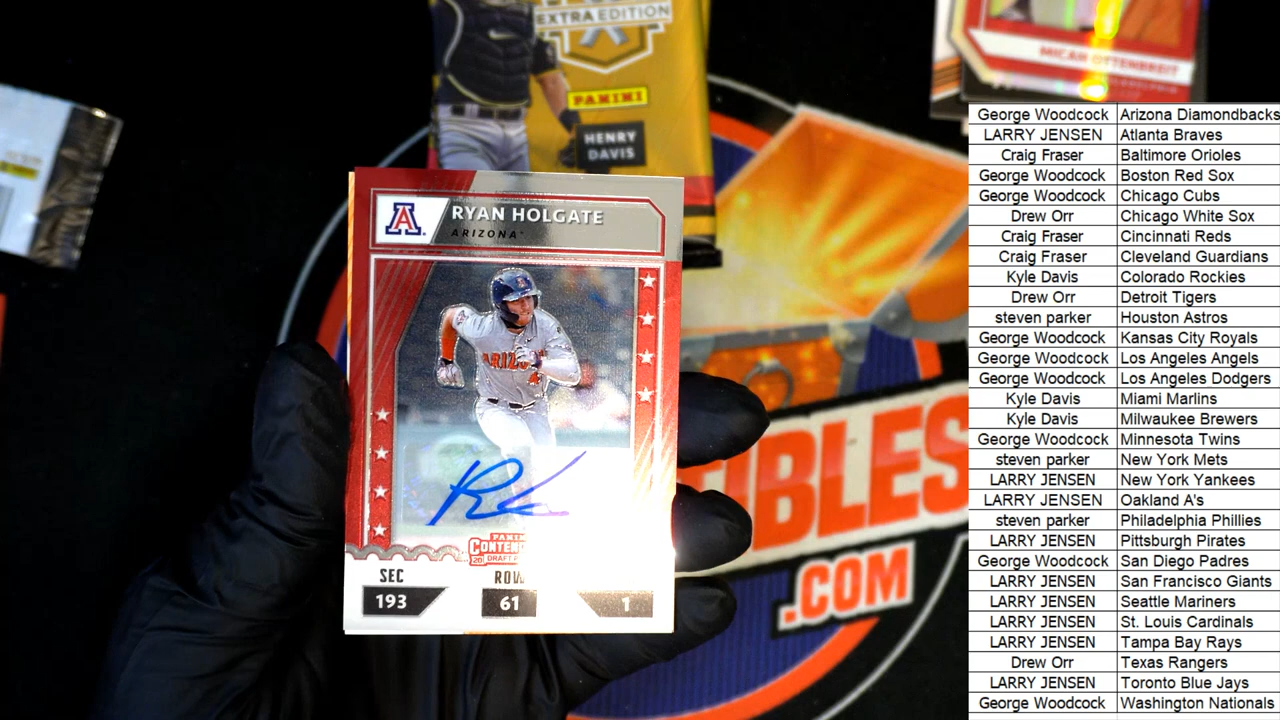 EXTRA EDITION
PANINI
HENRY
DAVIS
MICAH OTTENBREIT
A
RYAN HOLGATE
ARIZONA
SEC
ROW
193
61
1
IBLES
.COM
George Woodcock Arizona Diamondbacks
LARRY JENSEN Atlanta Braves
Craig Fraser Baltimore Orioles
George Woodcock Boston Red Sox
George Woodcock Chicago Cubs
Drew Orr Chicago White Sox
Craig Fraser Cincinnati Reds
Craig Fraser Cleveland Guardians
Kyle Davis Colorado Rockies
Drew Orr Detroit Tigers
steven parker Houston Astros
George Woodcock Kansas City Royals
George Woodcock Los Angeles Angels
George Woodcock Los Angeles Dodgers
Kyle Davis Miami Marlins
Kyle Davis Milwaukee Brewers
George Woodcock Minnesota Twins
steven parker New York Mets
LARRY JENSEN New York Yankees
LARRY JENSEN Oakland A's
steven parker Philadelphia Phillies
LARRY JENSEN Pittsburgh Pirates
George Woodcock San Diego Padres
LARRY JENSEN San Francisco Giants
LARRY JENSEN Seattle Mariners
LARRY JENSEN St. Louis Cardinals
LARRY JENSEN Tampa Bay Rays
Drew Orr Texas Rangers
LARRY JENSEN Toronto Blue Jays
George Woodcock Washington Nationals